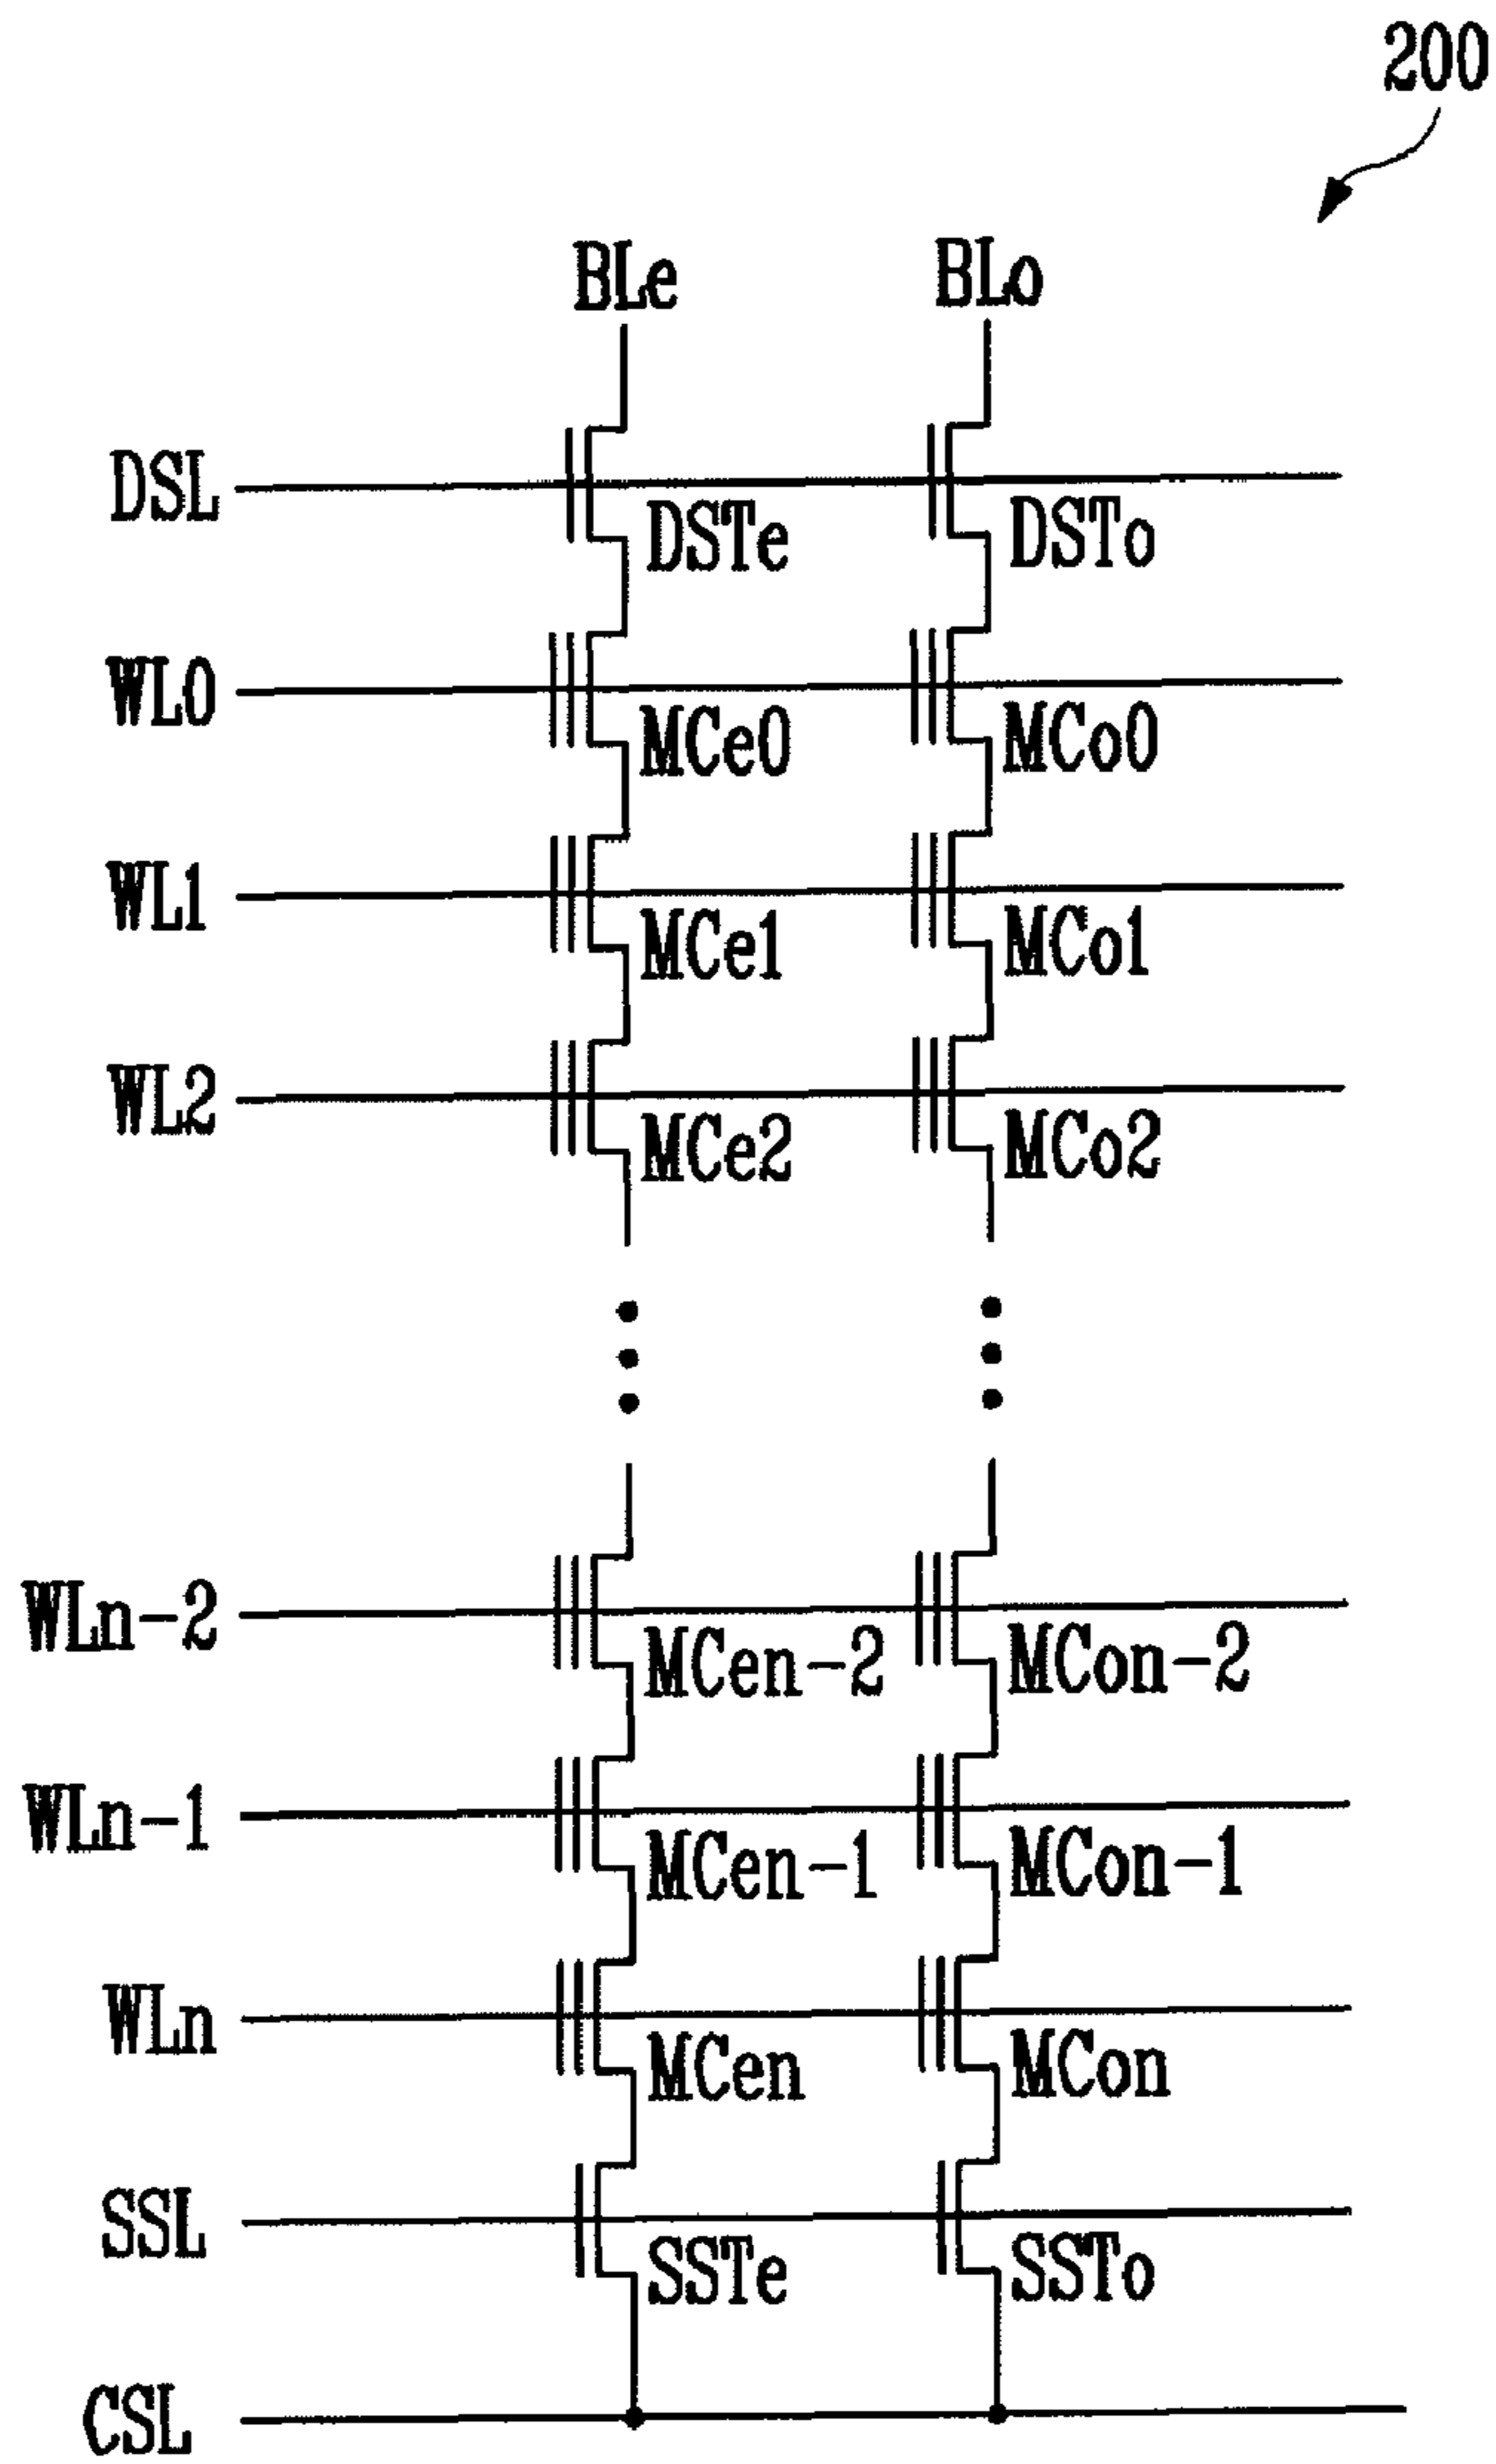 200
BLe BLo
DSL
DSTe DSTo
WL0
MCe0 MCo0
WL1
MCe1 MCo1
WL2
MCe2 MCo2
WLn-2
MCen-2 MCon-2
WLn-1
MCen-1 MCon-1
WLn
MCen MCon
SSL
SSTe SSTo
CSL